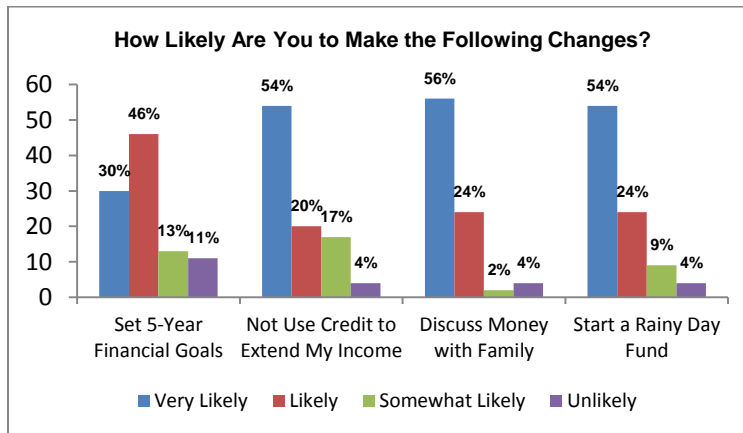 How Likely Are You to Make the Following Changes?
60
50
40
30
20
10
0
30%
46%
13%
11%
54%
20%
17%
4%
56%
24%
2%
4%
54%
24%
9%
4%
Set 5-Year
Financial Goals
Not Use Credit to
Extend My Income
Discuss Money
with Family
Start a Rainy Day
Fund
Very Likely
Likely
Somewhat Likely
Unlikely